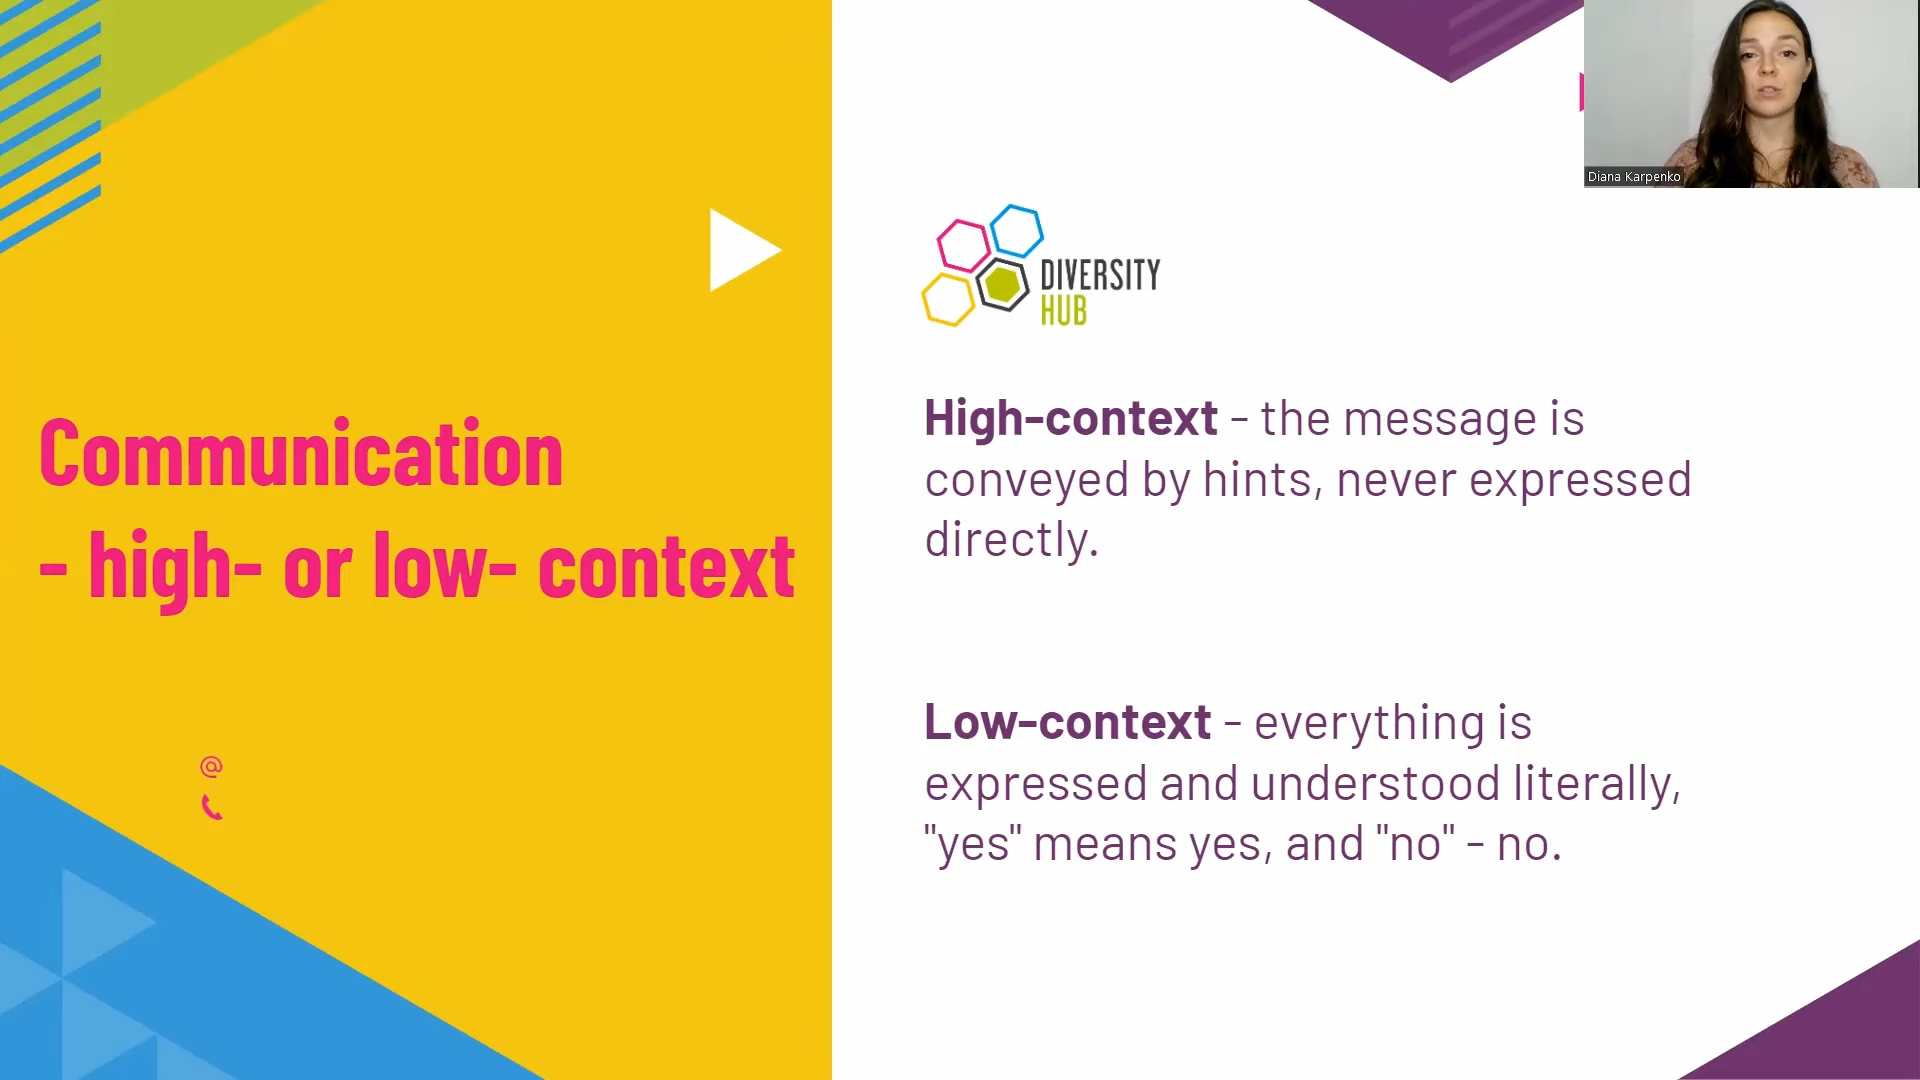 Communication
- high- or low- context
@
DIVERSITY
HUB
High-context - the message is
conveyed by hints, never expressed
directly.
Low-context - everything is
expressed and understood literally,
"yes" means yes, and "no" - no.
Diana Karpenko